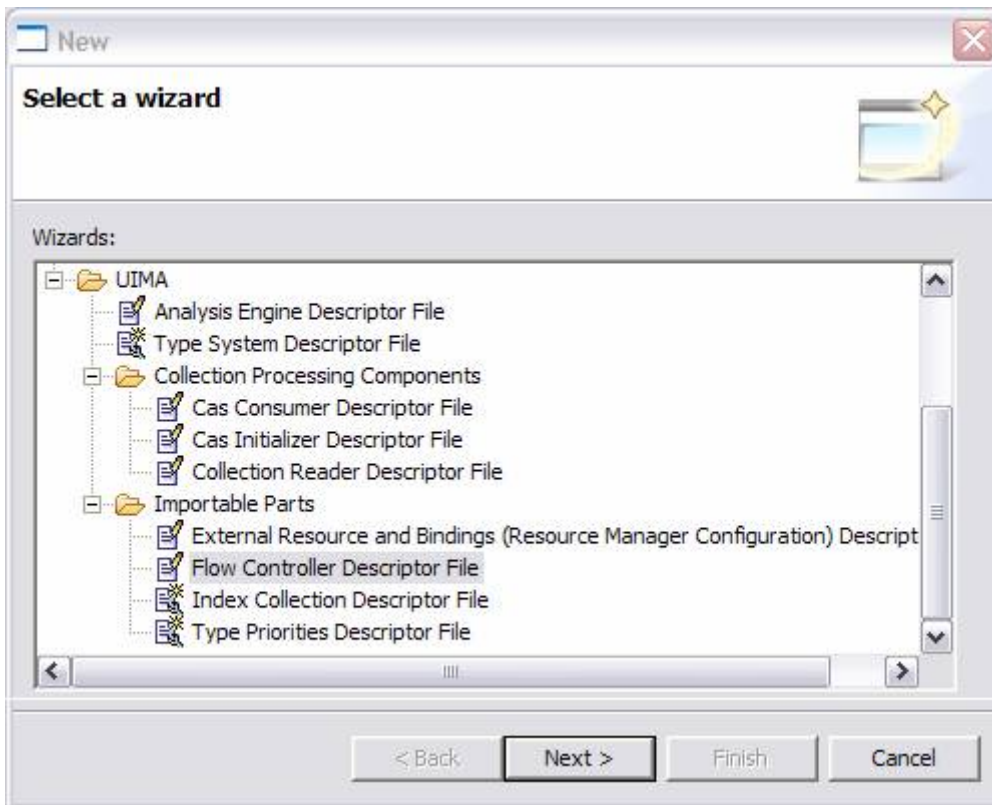 New
Select a wizard
Wizards:
UIMA
Analysis Engine Descriptor File
Type System Descriptor File
Collection Processing Components
Cas Consumer Descriptor File
Cas Initializer Descriptor File
Collection Reader Descriptor File
Importable Parts
External Resource and Bindings (Resource Manager Configuration) Descript
Flow Controller Descriptor File
Index Collection Descriptor File
Type Priorities Descriptor File
< Back Next > Finish Cancel